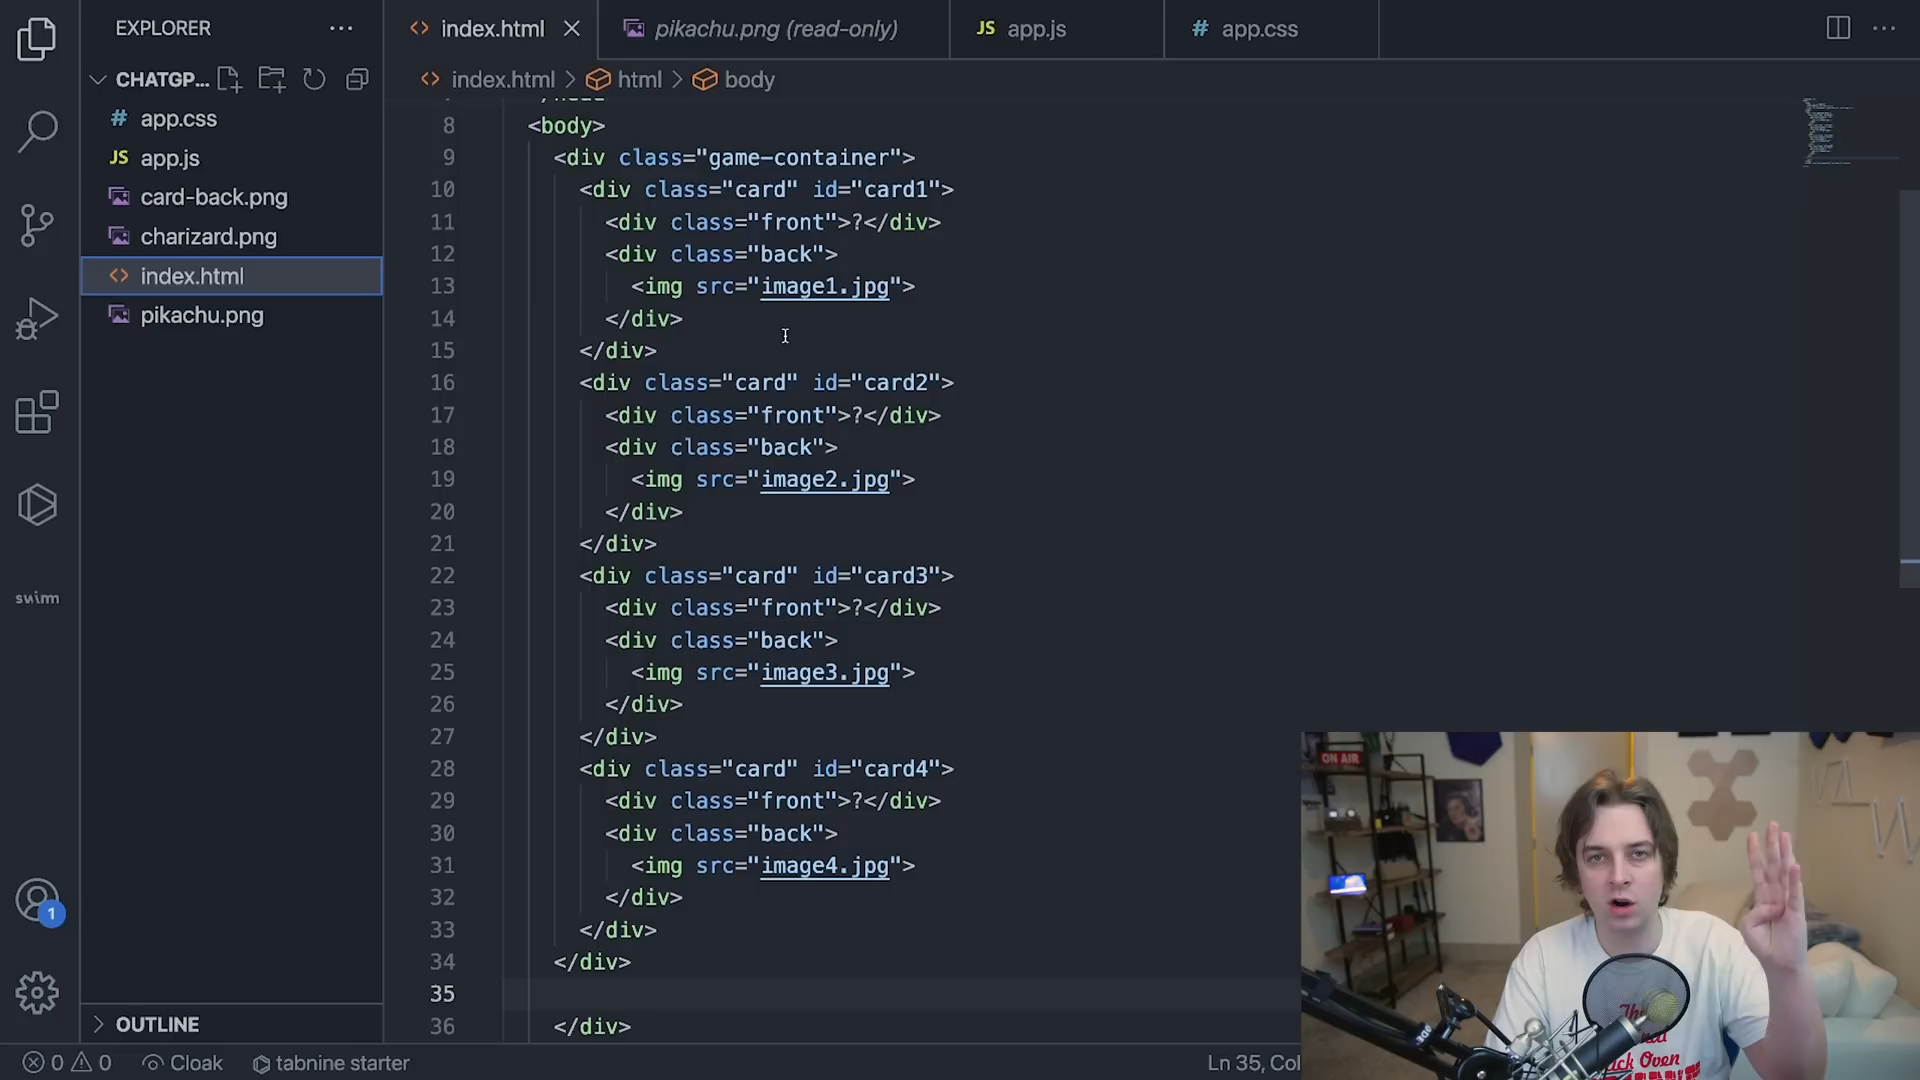 EXPLORER
CHATGP...
app.css
JS app.js
card-back.png
charizard.png
index.html
pikachu.png
OUTLINE
swimm
1
index.html
pikachu.png (read-only)
JS app.js
# app.css
index.html > html > body
8 <body>
9 <div class="game-container">
10 <div class="card" id="card1">
11 <div class="front">?</div>
12 <div class="back">
13 <img src="image1.jpg">
14 </div>
15 </div>
16 <div class="card" id="card2">
17 <div class="front">?</div>
18 <div class="back">
19 <img src="image2.jpg">
20 </div>
21 </div>
22 <div class="card" id="card3">
23 <div class="front">?</div>
24 <div class="back">
25 <img src="image3.jpg">
26 </div>
27 </div>
28 <div class="card" id="card4">
29 <div class="front">?</div>
30 <div class="back">
31 <img src="image4.jpg">
32 </div>
33 </div>
34 </div>
35
36 </div>
ON AIR
Oven
0 0 Cloak tabnine starter
Ln 35, Col